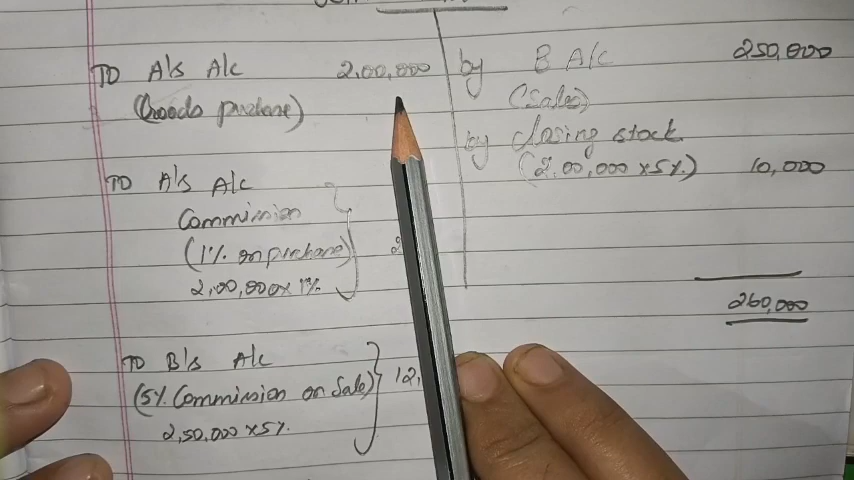 TO A's A/c 2,00,000
(Goods purchase)
TO A's A/c
Commission
(1% on purchase)
2,00,000 x 1%
TO B's A/c
(5% Commission on Sale) 12,
2,50,000 x 5%
by B A/c 250,000
(Sales)
by closing stock
(2,00,000 x 5%) 10,000
260,000